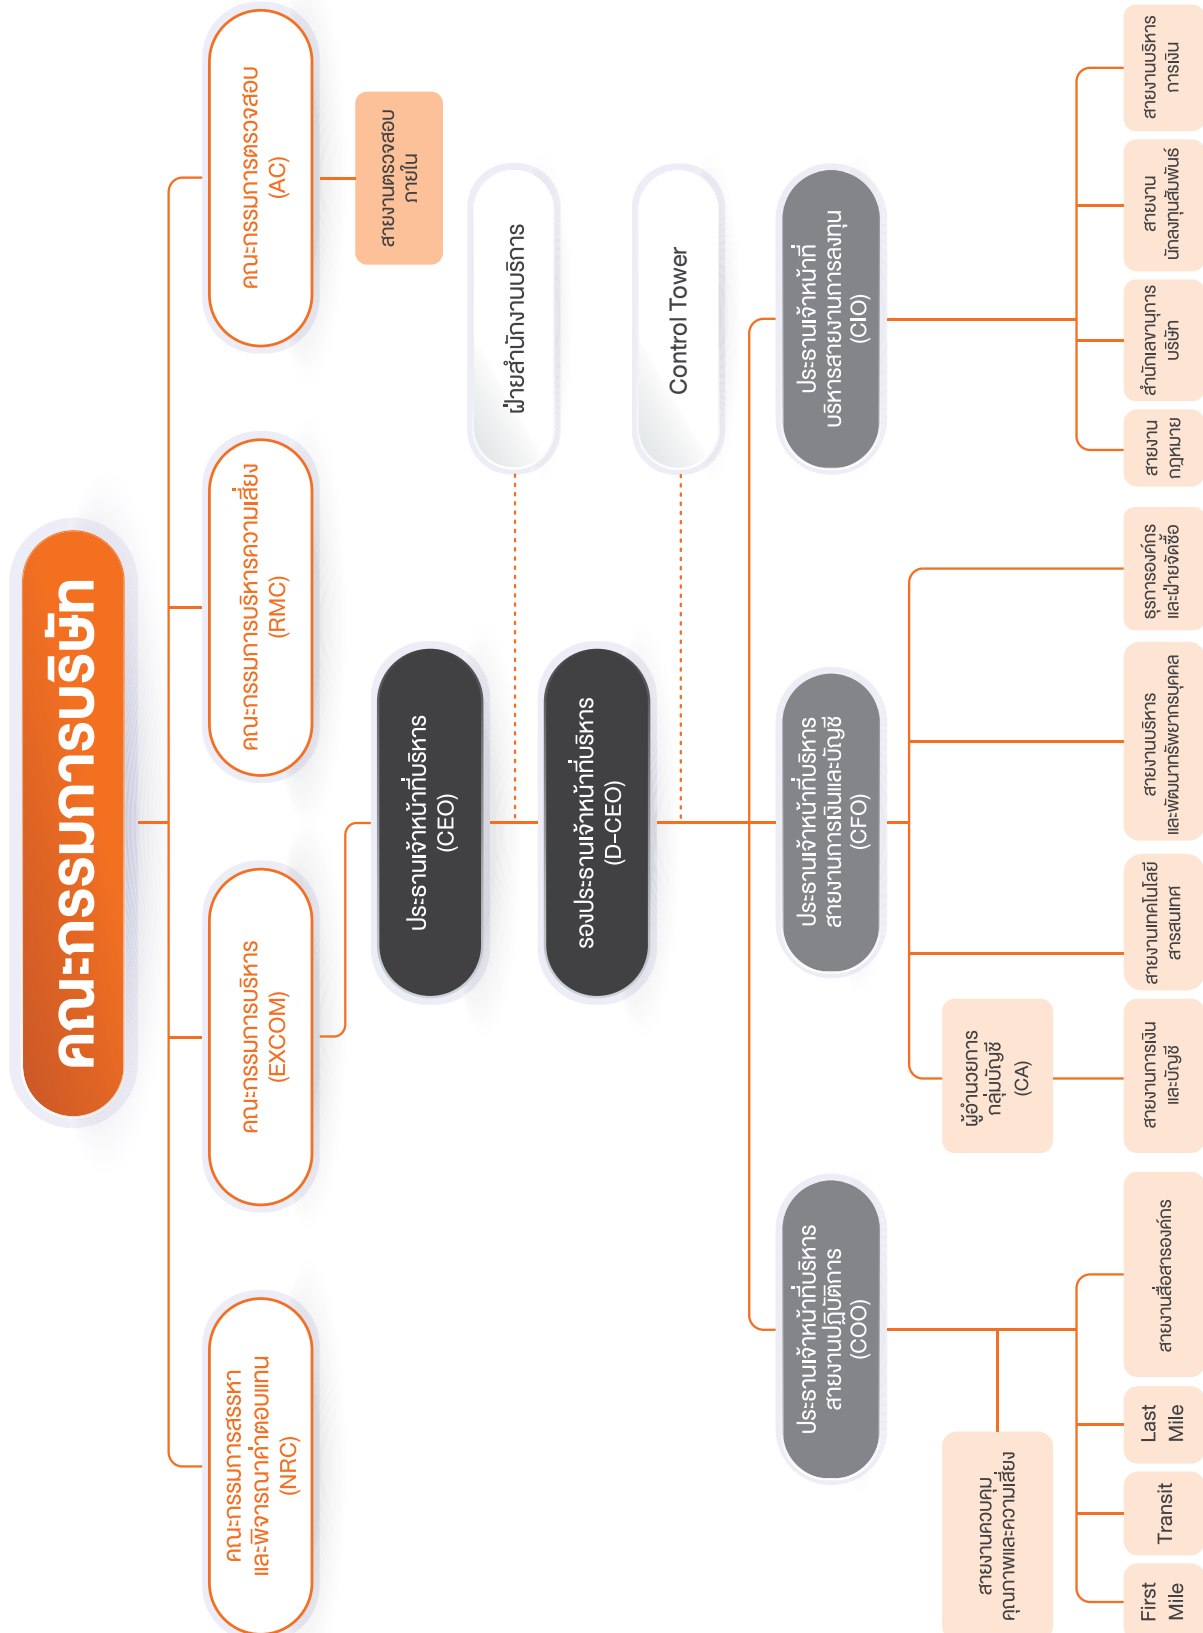 คณะกรรมการบริษัท
คณะกรรมการสรรหา
และพิจารณาค่าตอบแทน
(NRC)
คณะกรรมการบริหาร
(EXCOM)
คณะกรรมการบริหารความเสี่ยง
(RMC)
คณะกรรมการตรวจสอบ
(AC)
สายงานตรวจสอบ
ภายใน
ประธานเจ้าหน้าที่บริหาร
(CEO)
ฝ่ายสำนักงานบริการ
รองประธานเจ้าหน้าที่บริหาร
(D-CEO)
Control Tower
ประธานเจ้าหน้าที่บริหาร
สายงานปฏิบัติการ
(COO)
ประธานเจ้าหน้าที่บริหาร
สายงานการเงินและบัญชี
(CFO)
ประธานเจ้าหน้าที่
บริหารสายงานการลงทุน
(CIO)
สายงานควบคุม
คุณภาพและความเสี่ยง
ผู้อำนวยการ
กลุ่มบัญชี
(CA)
First
Mile
Transit
Last
Mile
สายงานสื่อสารองค์กร
สายงานการเงิน
และบัญชี
สายงานเทคโนโลยี
สารสนเทศ
สายงานบริหาร
และพัฒนาทรัพยากรบุคคล
ธุรการองค์กร
และฝ่ายจัดซื้อ
สายงาน
กฎหมาย
สำนักเลขานุการ
บริษัท
สายงาน
นักลงทุนสัมพันธ์
สายงานบริหาร
การเงิน